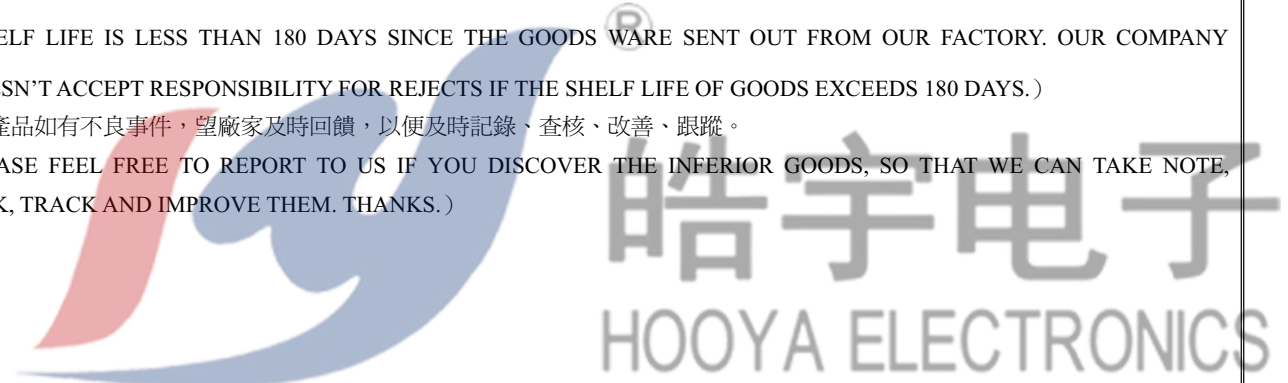 ELF LIFE IS LESS THAN 180 DAYS SINCE THE GOODS WARE SENT OUT FROM OUR FACTORY. OUR COMPANY
SN'T ACCEPT RESPONSIBILITY FOR REJECTS IF THE SHELF LIFE OF GOODS EXCEEDS 180 DAYS.）
產品如有不良事件，望廠家及時回饋，以便及時記錄、查核、改善、跟蹤。
ASE FEEL FREE TO REPORT TO US IF YOU DISCOVER THE INFERIOR GOODS, SO THAT WE CAN TAKE NOTE,
K, TRACK AND IMPROVE THEM. THANKS.）
®
皓宇电子
HOOYA ELECTRONICS